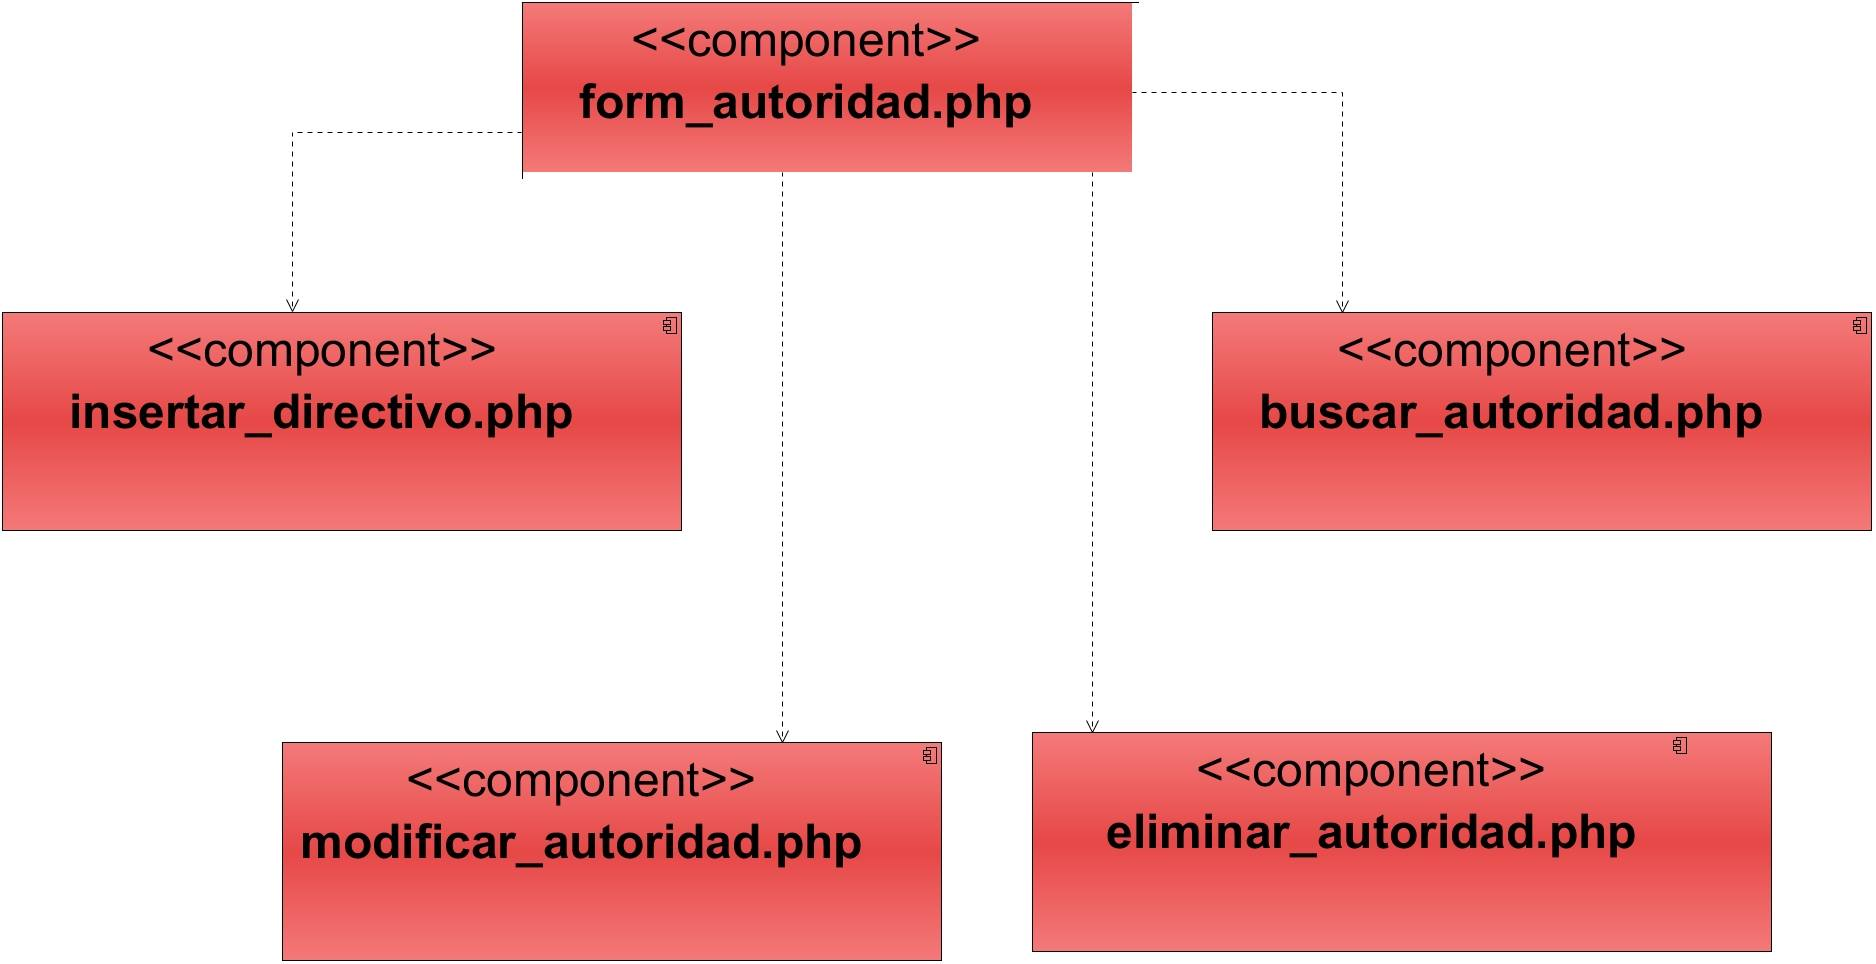 <<component>>
form_autoridad.php
<<component>>
insertar_directivo.php
<<component>>
buscar_autoridad.php
<<component>>
modificar_autoridad.php
<<component>>
eliminar_autoridad.php